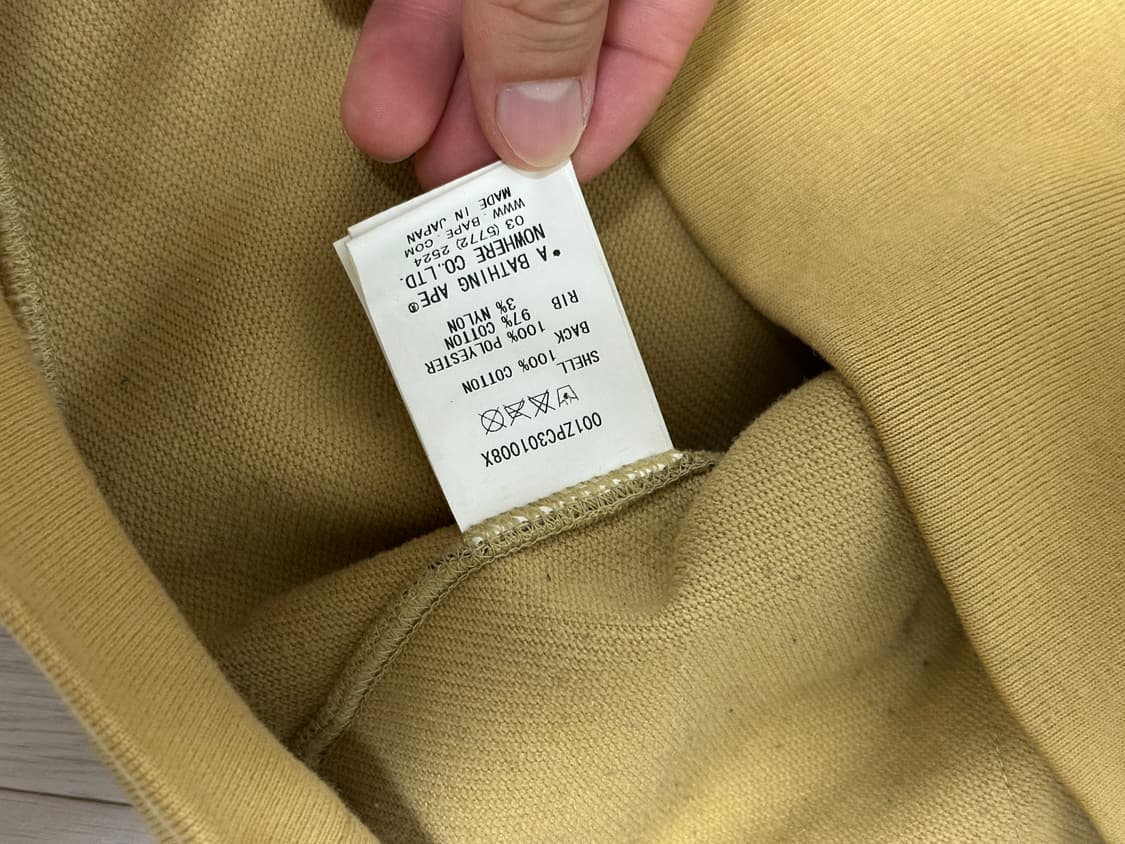 001ZPC301008X
SHELL 100% COTTON
BACK 100% POLYESTER
RIB 97% COTTON
3% NYLON
* A BATHING APE®
NOWHERE CO.,LTD.
03 (5772) 2524
WWW . BAPE . COM
MADE IN JAPAN